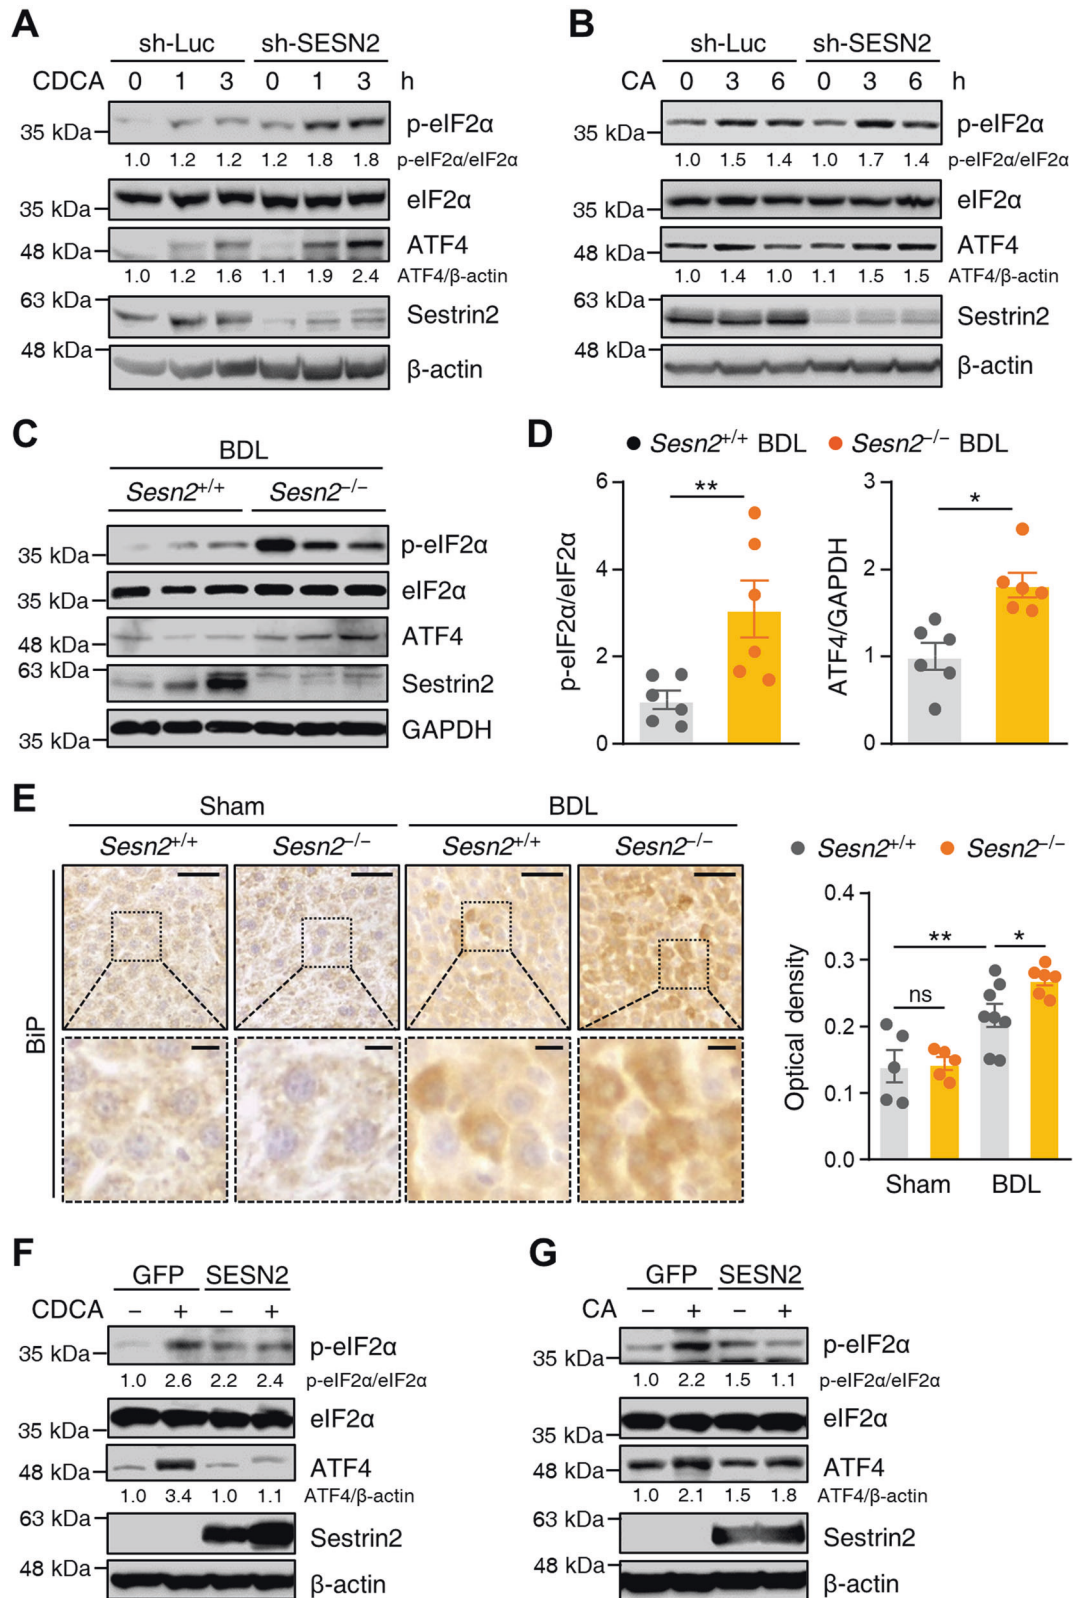 A
sh-Luc sh-SESN2
CDCA 0 1 3 0 1 3 h
35 kDa p-eIF2α
1.0 1.2 1.2 1.2 1.8 1.8 p-eIF2α/eIF2α
35 kDa eIF2α
48 kDa ATF4
1.0 1.2 1.6 1.1 1.9 2.4 ATF4/β-actin
63 kDa Sestrin2
48 kDa β-actin
B
sh-Luc sh-SESN2
CA 0 3 6 0 3 6 h
35 kDa p-eIF2α
1.0 1.5 1.4 1.0 1.7 1.4 p-eIF2α/eIF2α
35 kDa eIF2α
48 kDa ATF4
1.0 1.4 1.0 1.1 1.5 1.5 ATF4/β-actin
63 kDa Sestrin2
48 kDa β-actin
C
BDL
Sesn2+/+ Sesn2−/−
35 kDa p-eIF2α
35 kDa eIF2α
48 kDa ATF4
63 kDa Sestrin2
35 kDa GAPDH
D
Sesn2+/+ BDL Sesn2−/− BDL
p-eIF2α/eIF2α
6
4
2
0
**
ATF4/GAPDH
3
2
1
0
*
E
Sham BDL
Sesn2+/+ Sesn2−/− Sesn2+/+ Sesn2−/−
BiP
Sesn2+/+ Sesn2−/−
Optical density
0.4
0.3
0.2
0.1
0.0
ns ** *
Sham BDL
F
GFP SESN2
CDCA − + − +
35 kDa p-eIF2α
1.0 2.6 2.2 2.4 p-eIF2α/eIF2α
35 kDa eIF2α
48 kDa ATF4
1.0 3.4 1.0 1.1 ATF4/β-actin
63 kDa Sestrin2
48 kDa β-actin
G
GFP SESN2
CA − + − +
35 kDa p-eIF2α
1.0 2.2 1.5 1.1 p-eIF2α/eIF2α
35 kDa eIF2α
48 kDa ATF4
1.0 2.1 1.5 1.8 ATF4/β-actin
63 kDa Sestrin2
48 kDa β-actin